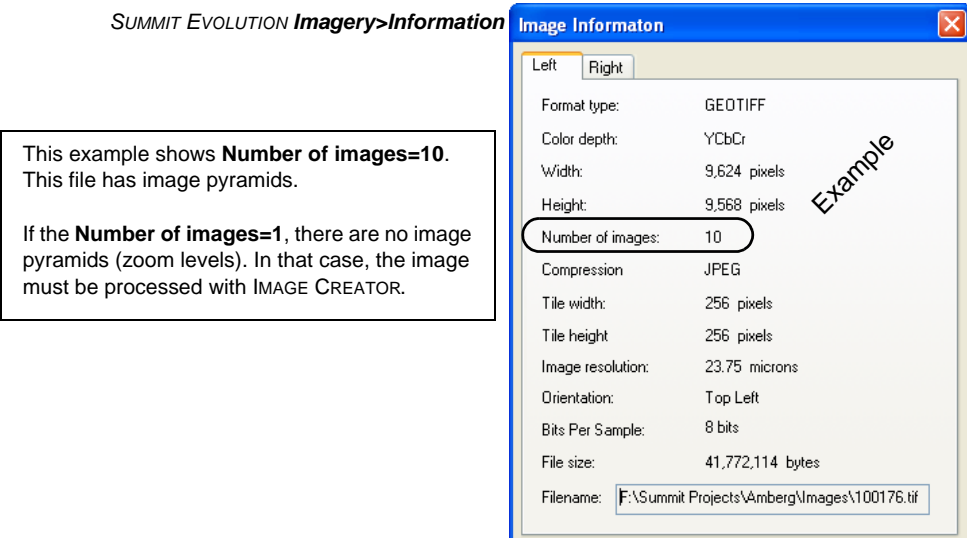 SUMMIT EVOLUTION Imagery>Information
This example shows Number of images=10.
This file has image pyramids.
If the Number of images=1, there are no image
pyramids (zoom levels). In that case, the image
must be processed with IMAGE CREATOR.
Image Informaton
Left Right
Format type: GEOTIFF
Color depth: YCbCr
Width: 9,624 pixels
Height: 9,568 pixels
Example
Number of images: 10
Compression JPEG
Tile width: 256 pixels
Tile height 256 pixels
Image resolution: 23.75 microns
Orientation: Top Left
Bits Per Sample: 8 bits
File size: 41,772,114 bytes
Filename: F:\Summit Projects\Amberg\Images\100176.tif